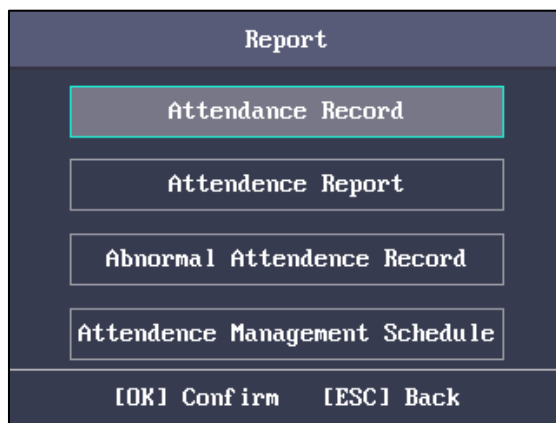 Report
Attendance Record
Attendence Report
Abnormal Attendence Record
Attendence Management Schedule
[OK] Confirm [ESC] Back